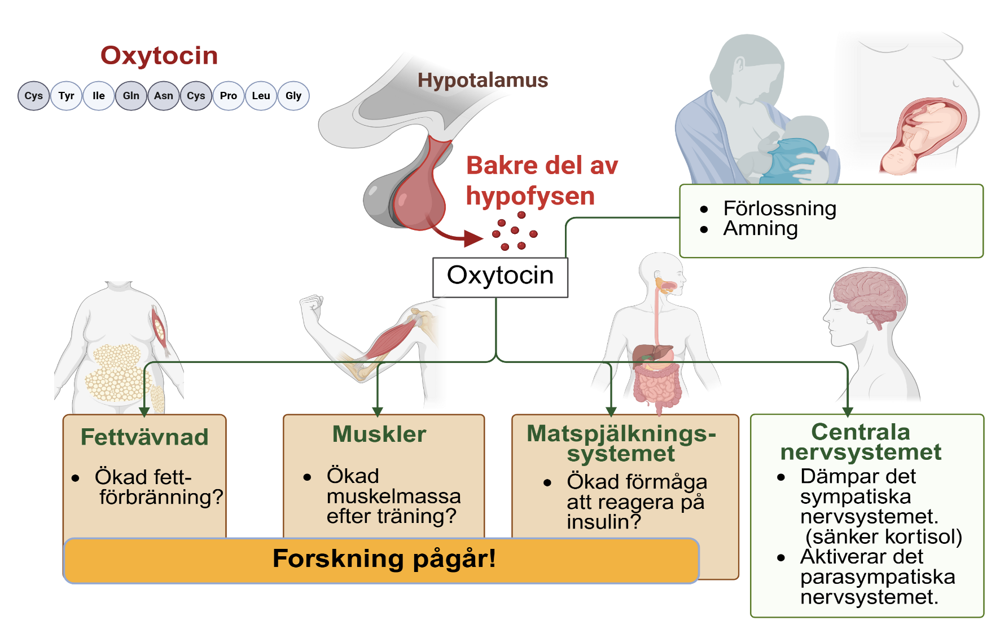 Oxytocin
Cys Tyr Ile Gln Asn Cys Pro Leu Gly
Hypotalamus
Bakre del av
hypofysen
Oxytocin
• Förlossning
• Amning
Fettvävnad
• Ökad fett-
förbränning?
Muskler
• Ökad
muskelmassa
efter träning?
Matspjälknings-
systemet
• Ökad förmåga
att reagera på
insulin?
Forskning pågår!
Centrala
nervsystemet
• Dämpar det
sympatiska
nervsystemet.
(sänker kortisol)
• Aktiverar det
parasympatiska
nervsystemet.